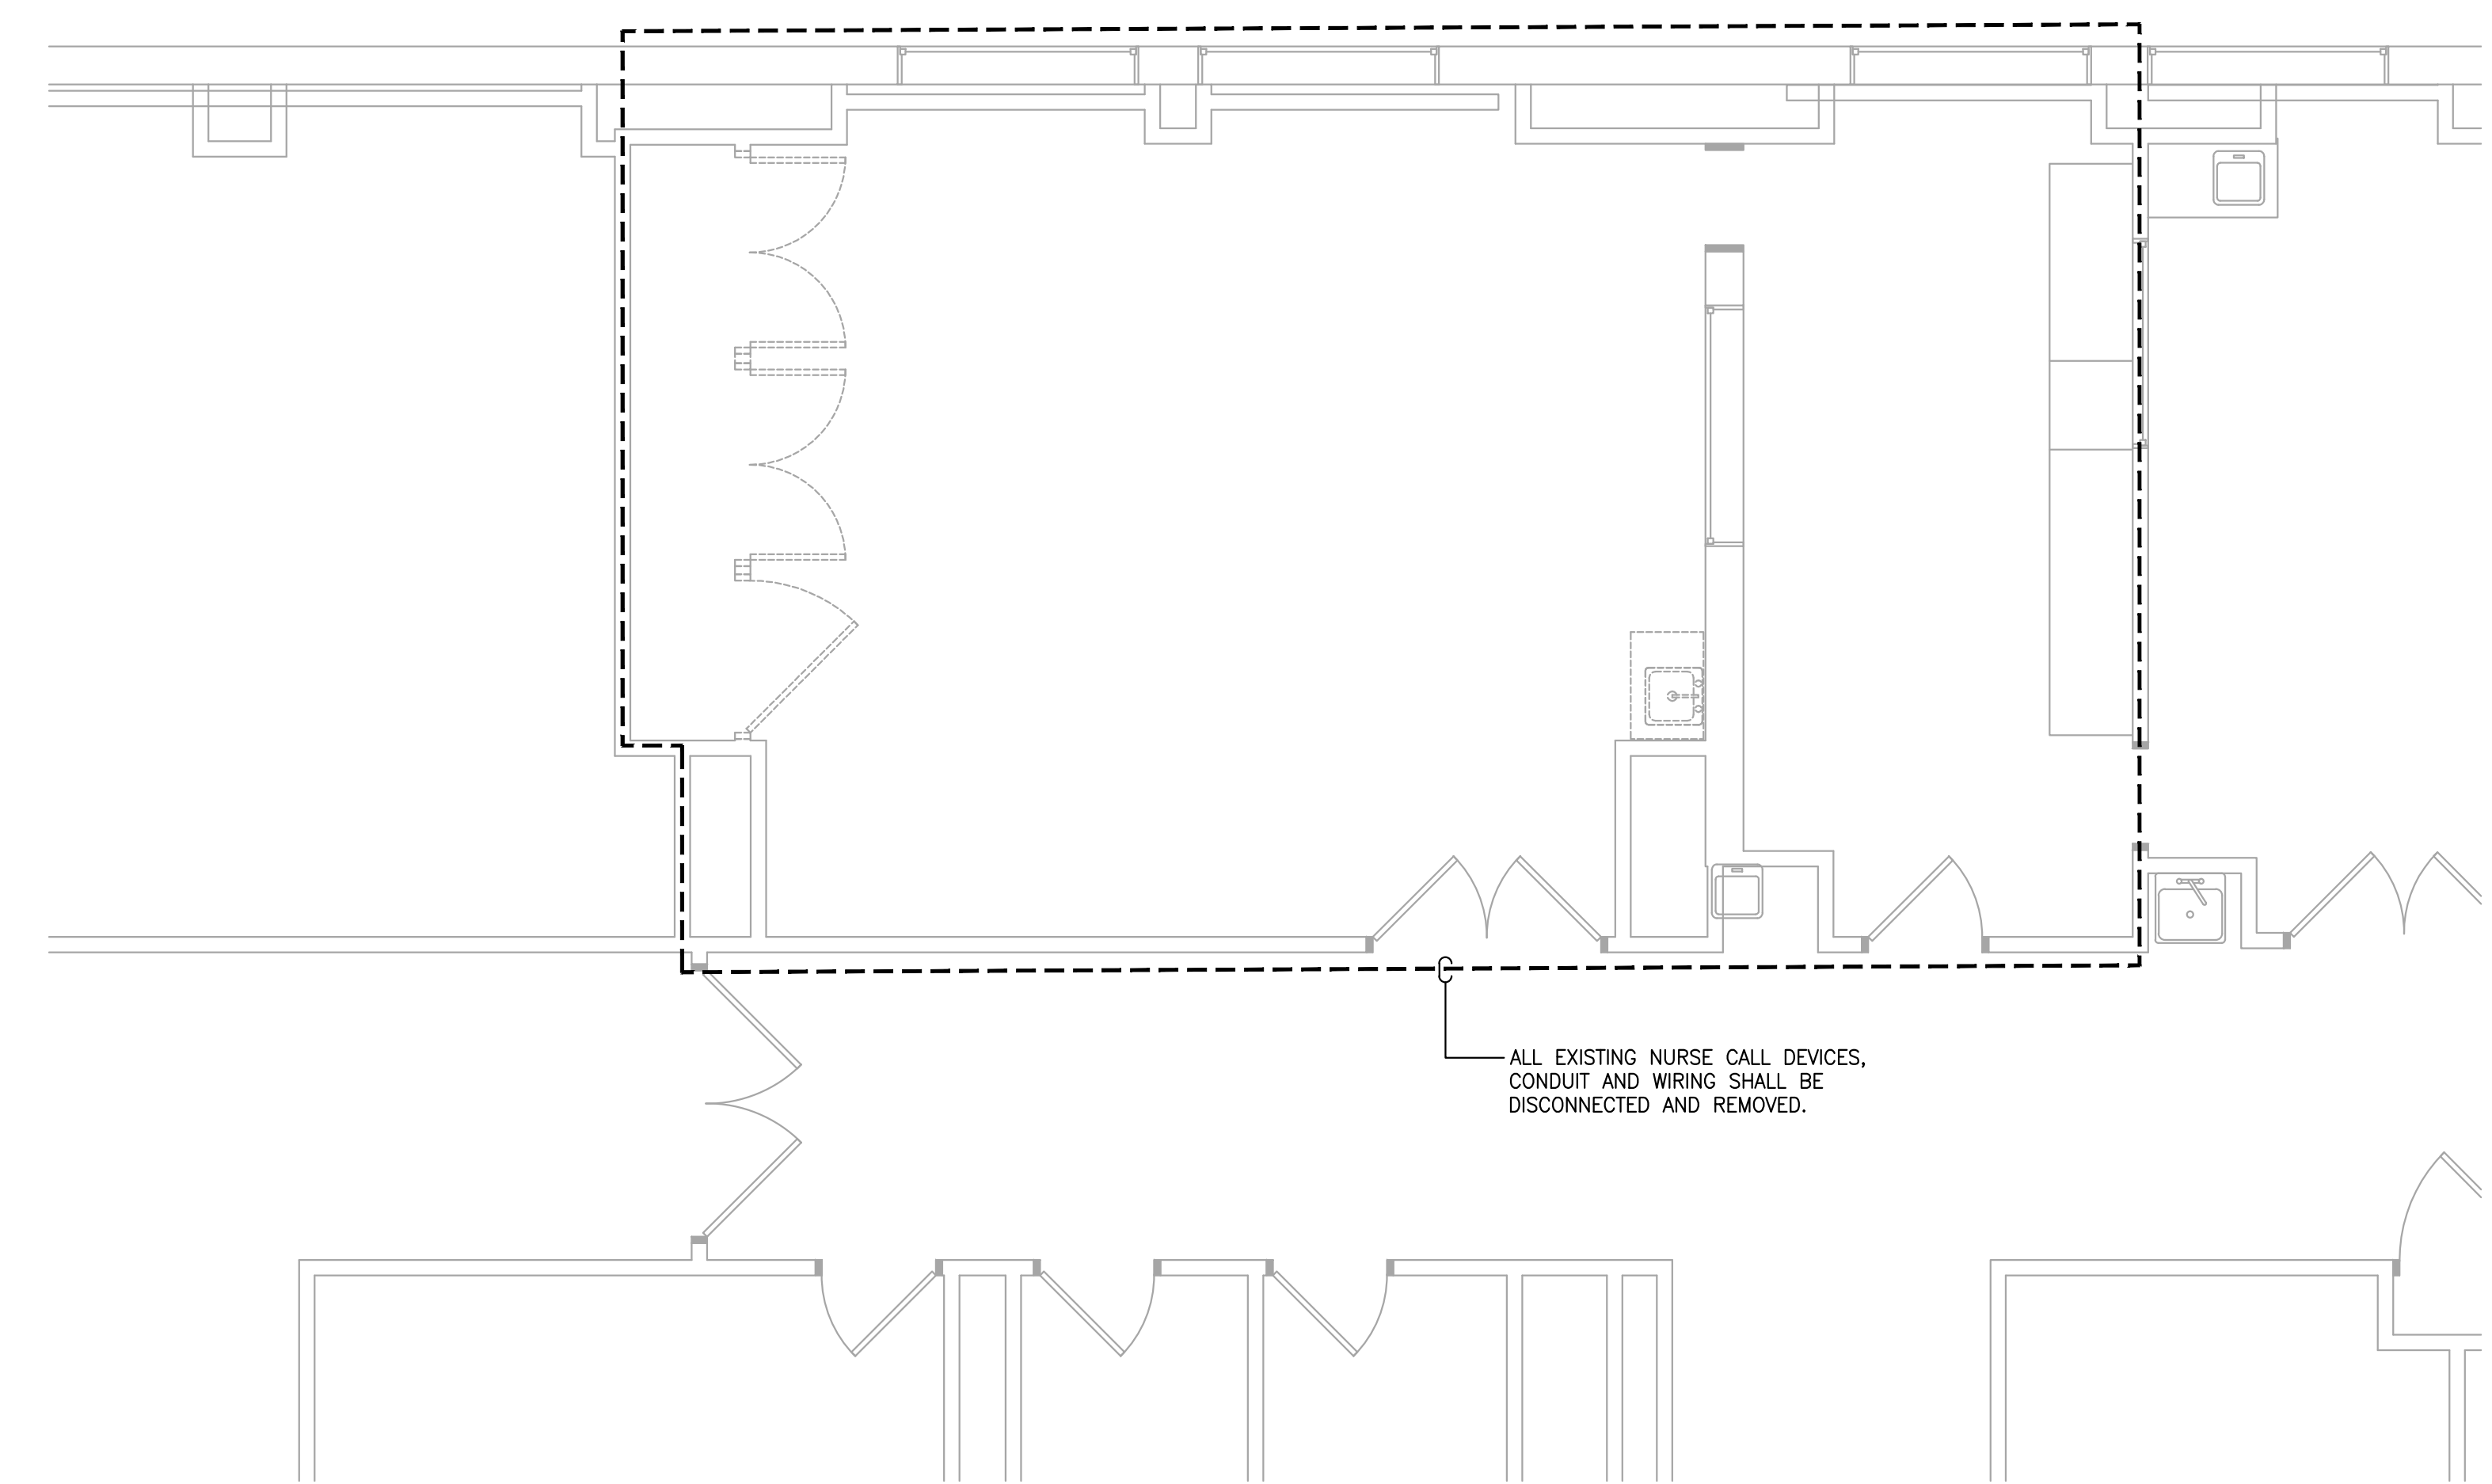 ALL EXISTING NURSE CALL DEVICES,
CONDUIT AND WIRING SHALL BE
DISCONNECTED AND REMOVED.